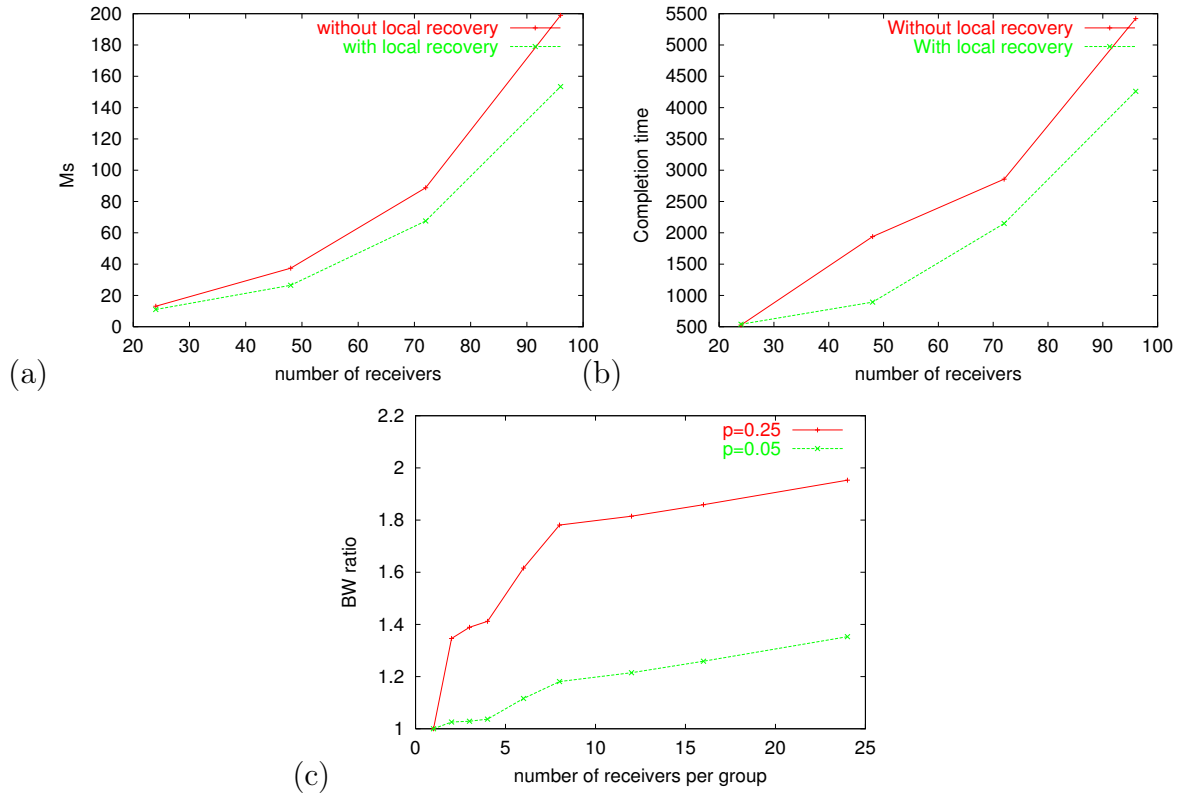 200
180
160
140
120
100
80
60
40
20
0
Ms
20 30 40 50 60 70 80 90 100
number of receivers
without local recovery
with local recovery
(a)
5500
5000
4500
4000
3500
3000
2500
2000
1500
1000
500
Completion time
20 30 40 50 60 70 80 90 100
number of receivers
Without local recovery
With local recovery
(b)
2.2
2
1.8
1.6
1.4
1.2
1
BW ratio
0 5 10 15 20 25
number of receivers per group
p=0.25
p=0.05
(c)